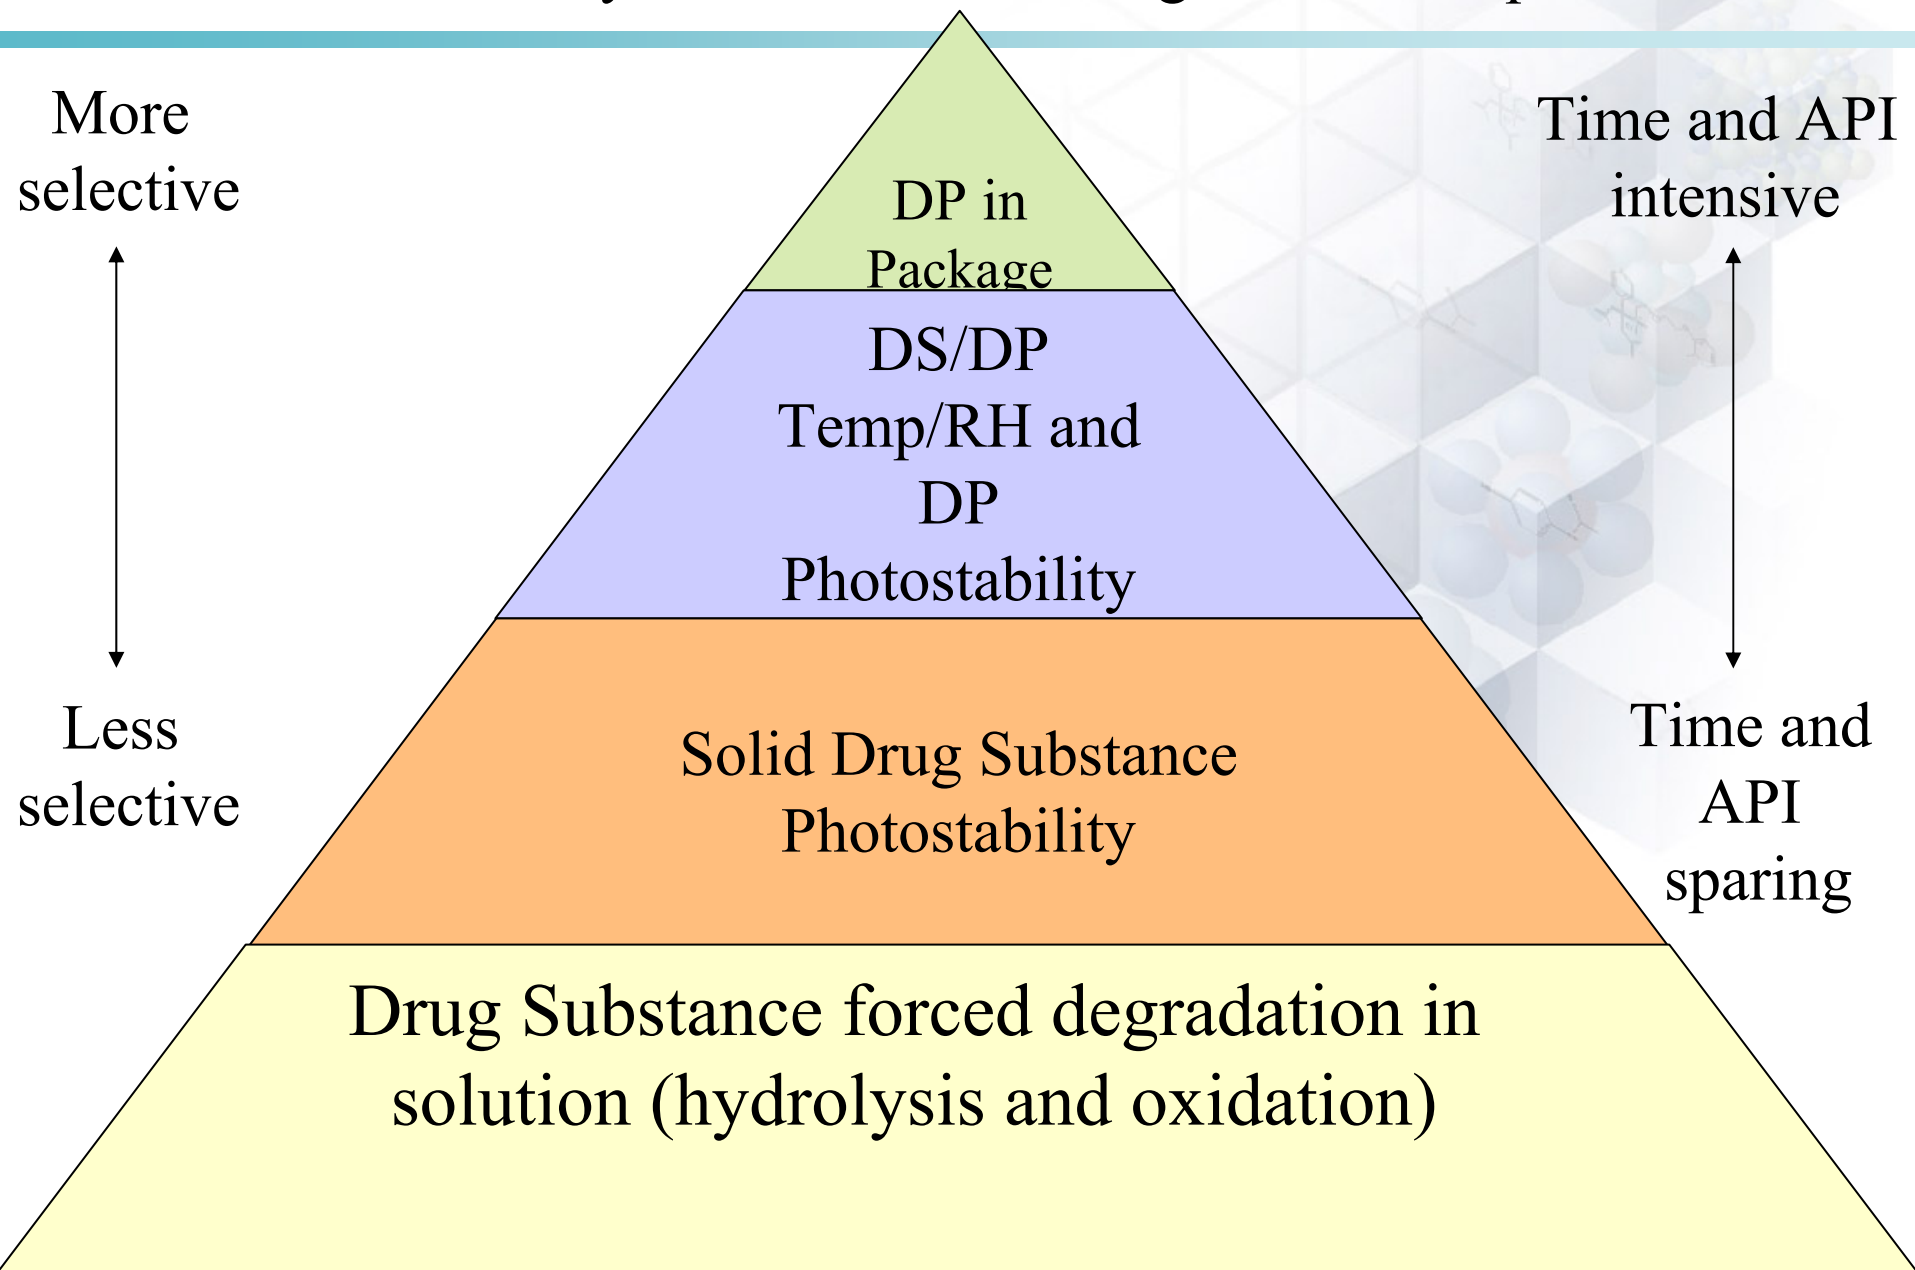 More
selective
Time and API
intensive
DP in
Package
DS/DP
Temp/RH and
DP
Photostability
Less
selective
Time and
API
sparing
Solid Drug Substance
Photostability
Drug Substance forced degradation in
solution (hydrolysis and oxidation)